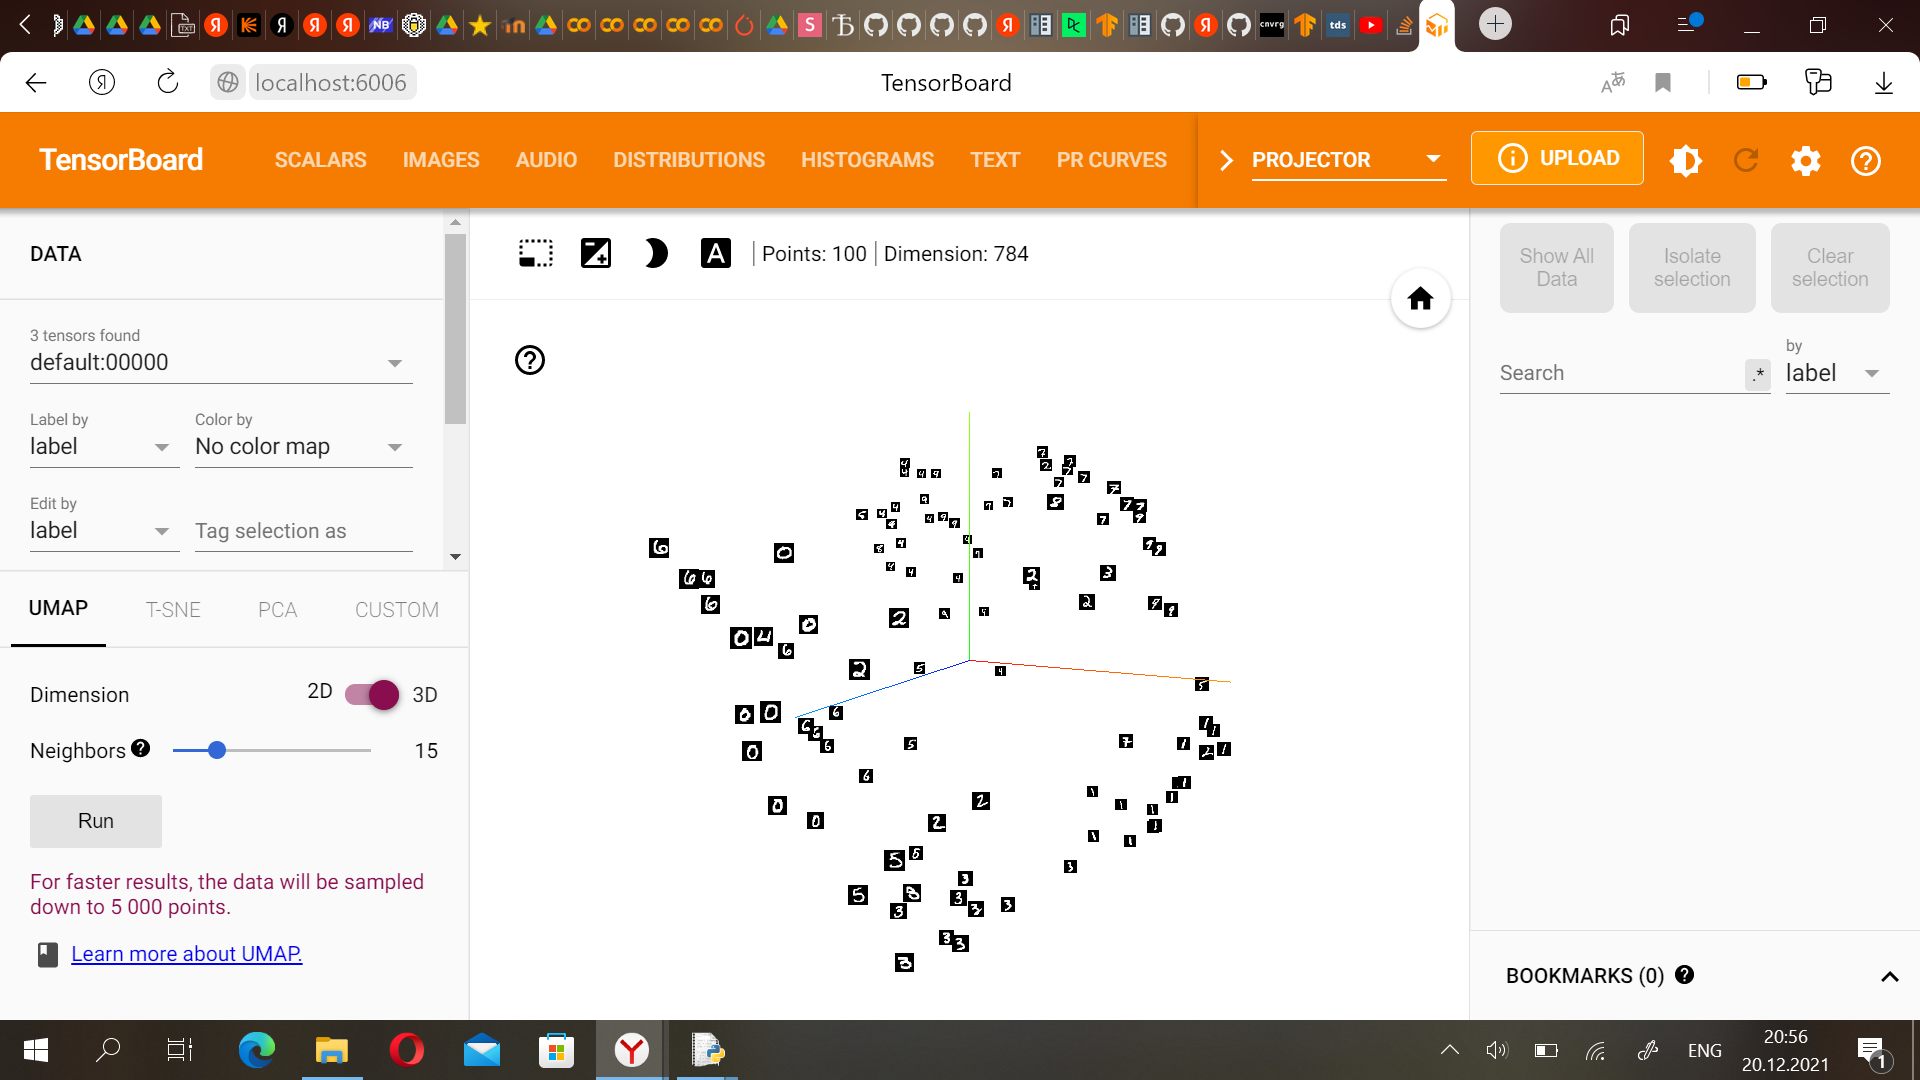 localhost:6006
TensorBoard
TensorBoard
SCALARS
IMAGES
AUDIO
DISTRIBUTIONS
HISTOGRAMS
TEXT
PR CURVES
PROJECTOR
UPLOAD
DATA
3 tensors found
default:00000
Label by
label
Color by
No color map
Edit by
label
Tag selection as
UMAP
T-SNE
PCA
CUSTOM
Dimension
2D
3D
Neighbors
15
Run
For faster results, the data will be sampled
down to 5 000 points.
Learn more about UMAP.
A
Points: 100
Dimension: 784
Show All
Data
Isolate
selection
Clear
selection
Search
.*
by
label
BOOKMARKS (0)
ENG
20:56
20.12.2021
1